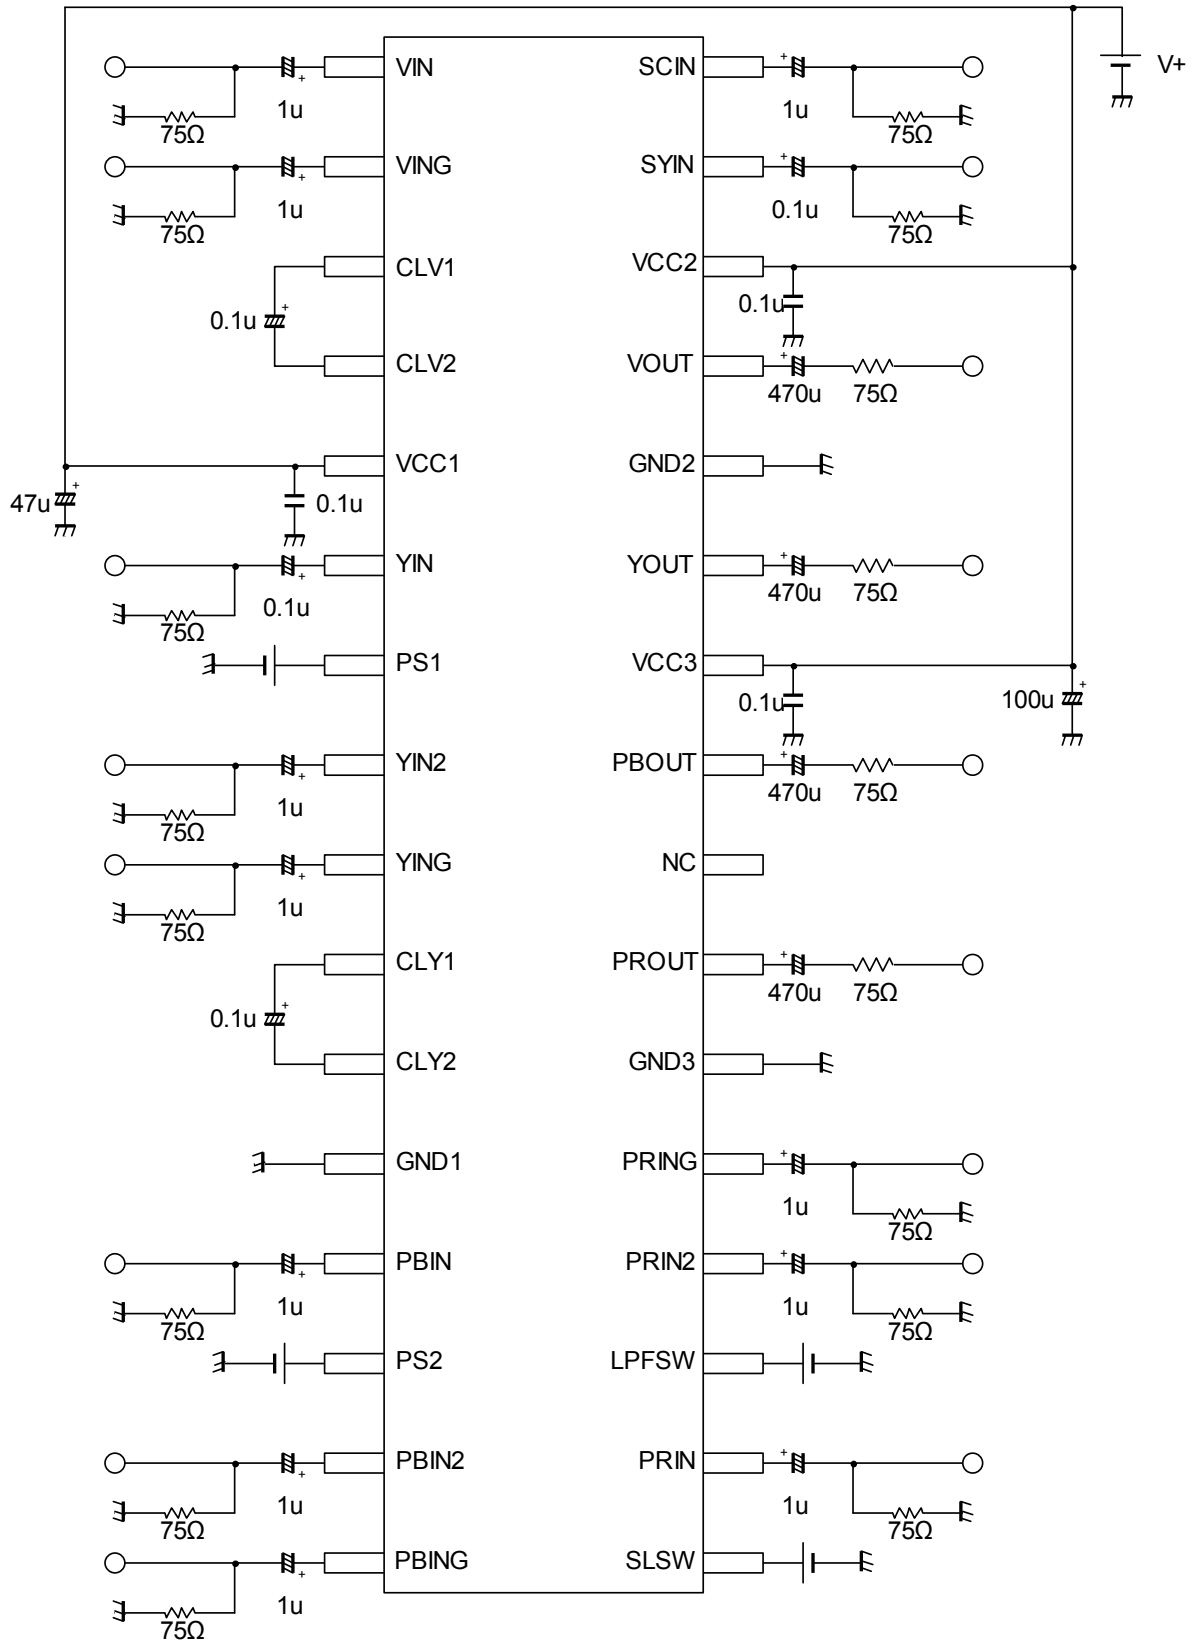 V+
VIN
SCIN
+
+
1u
1u
75Ω
75Ω
VING
SYIN
+
+
1u
0.1u
75Ω
75Ω
CLV1
VCC2
0.1u
+
0.1u
CLV2
VOUT
+
470u
75Ω
VCC1
GND2
47u
+
0.1u
YIN
YOUT
+
+
0.1u
470u
75Ω
75Ω
PS1
VCC3
0.1u
100u
+
YIN2
PBOUT
+
+
1u
470u
75Ω
75Ω
YING
NC
+
1u
75Ω
CLY1
PROUT
+
0.1u
+
470u
75Ω
CLY2
GND3
GND1
PRING
+
1u
75Ω
PBIN
PRIN2
+
+
1u
1u
75Ω
75Ω
PS2
LPFSW
PBIN2
PRIN
+
+
1u
1u
75Ω
75Ω
PBING
SLSW
+
1u
75Ω